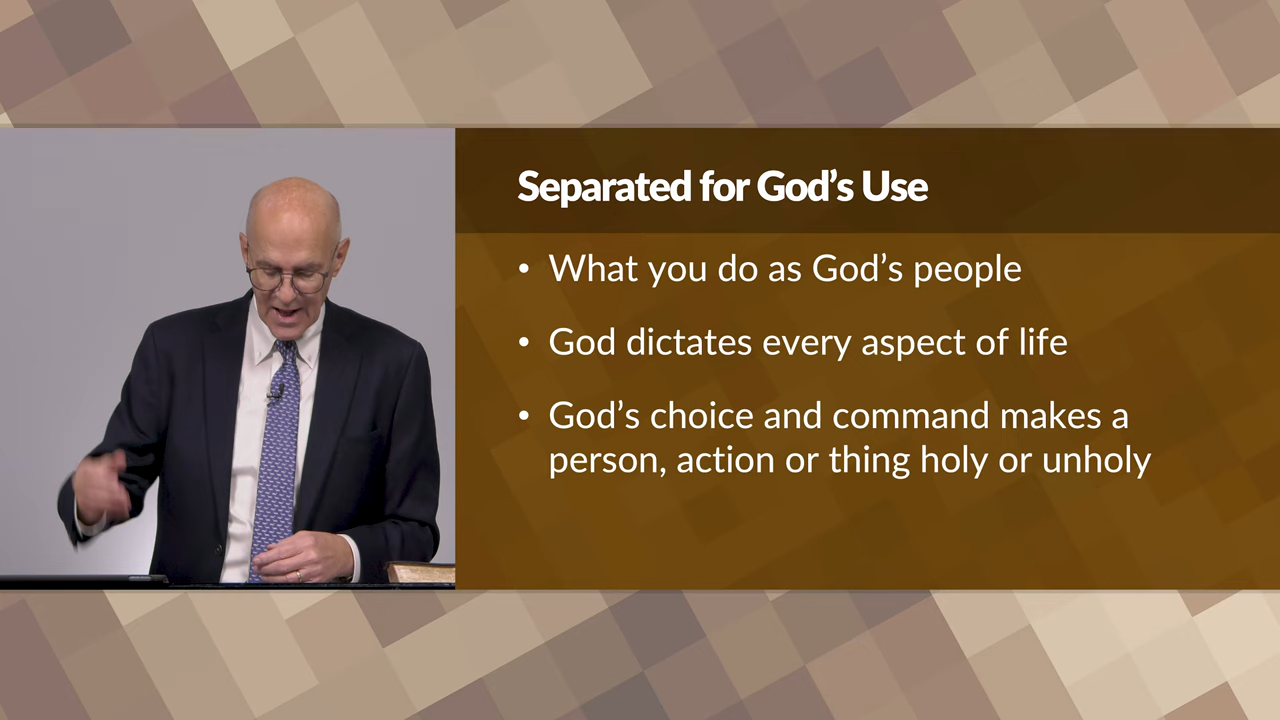 Separated for God’s Use
• What you do as God’s people
• God dictates every aspect of life
• God’s choice and command makes a
person, action or thing holy or unholy